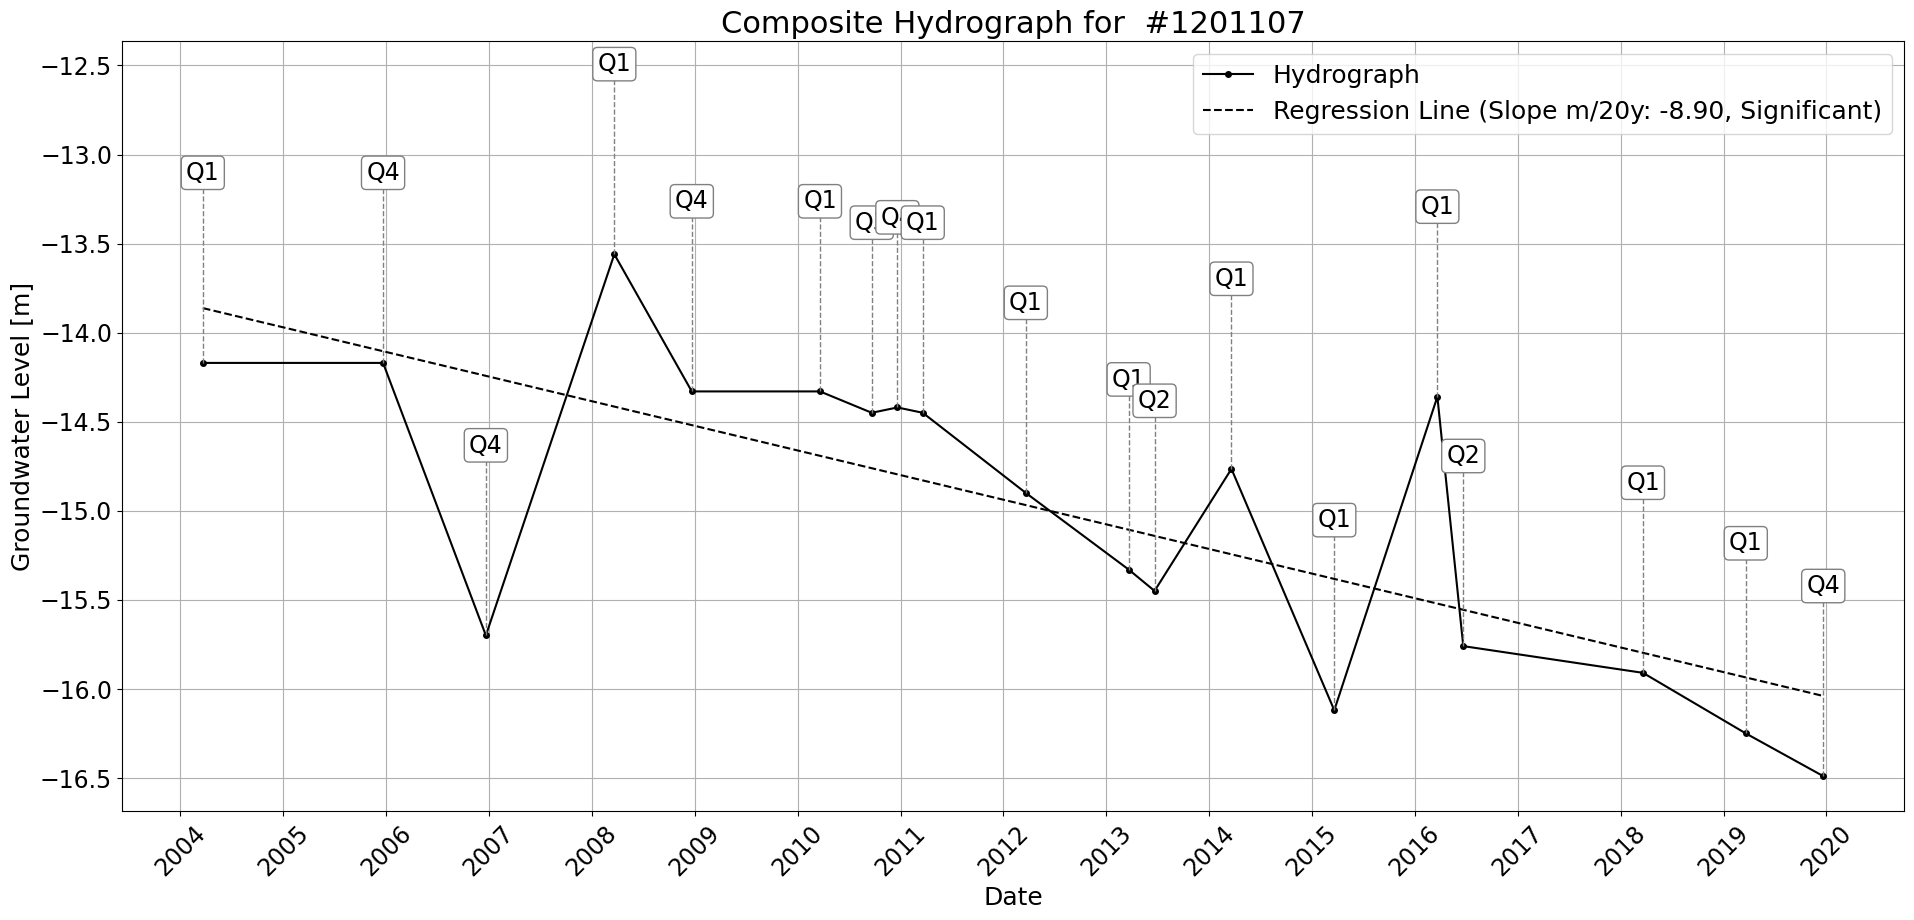 Composite Hydrograph for #1201107
Hydrograph
Regression Line (Slope m/20y: -8.90, Significant)
Groundwater Level [m]
−12.5
−13.0
−13.5
−14.0
−14.5
−15.0
−15.5
−16.0
−16.5
Q1
Q4
Q4
Q1
Q4
Q1
Q1
Q1
Q1
Q2
Q1
Q1
Q1
Q2
Q1
Q1
Q4
2004
2005
2006
2007
2008
2009
2010
2011
2012
2013
2014
2015
2016
2017
2018
2019
2020
Date